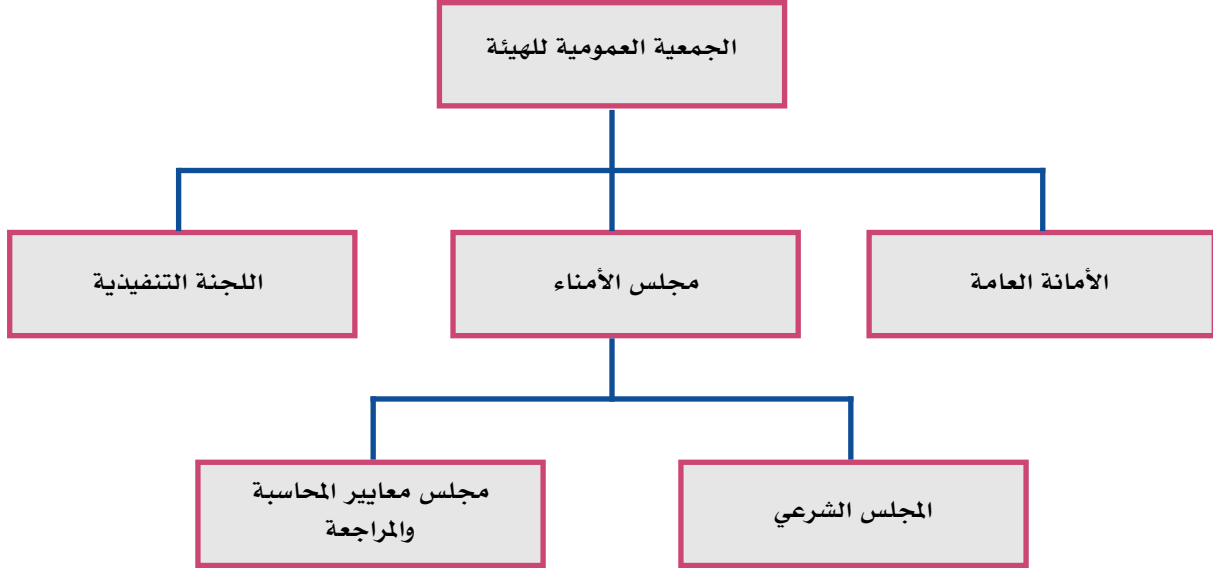 الجمعية العمومية للهيئة
الأمانة العامة
مجلس الأمناء
اللجنة التنفيذية
المجلس الشرعي
مجلس معايير المحاسبة
والمراجعة